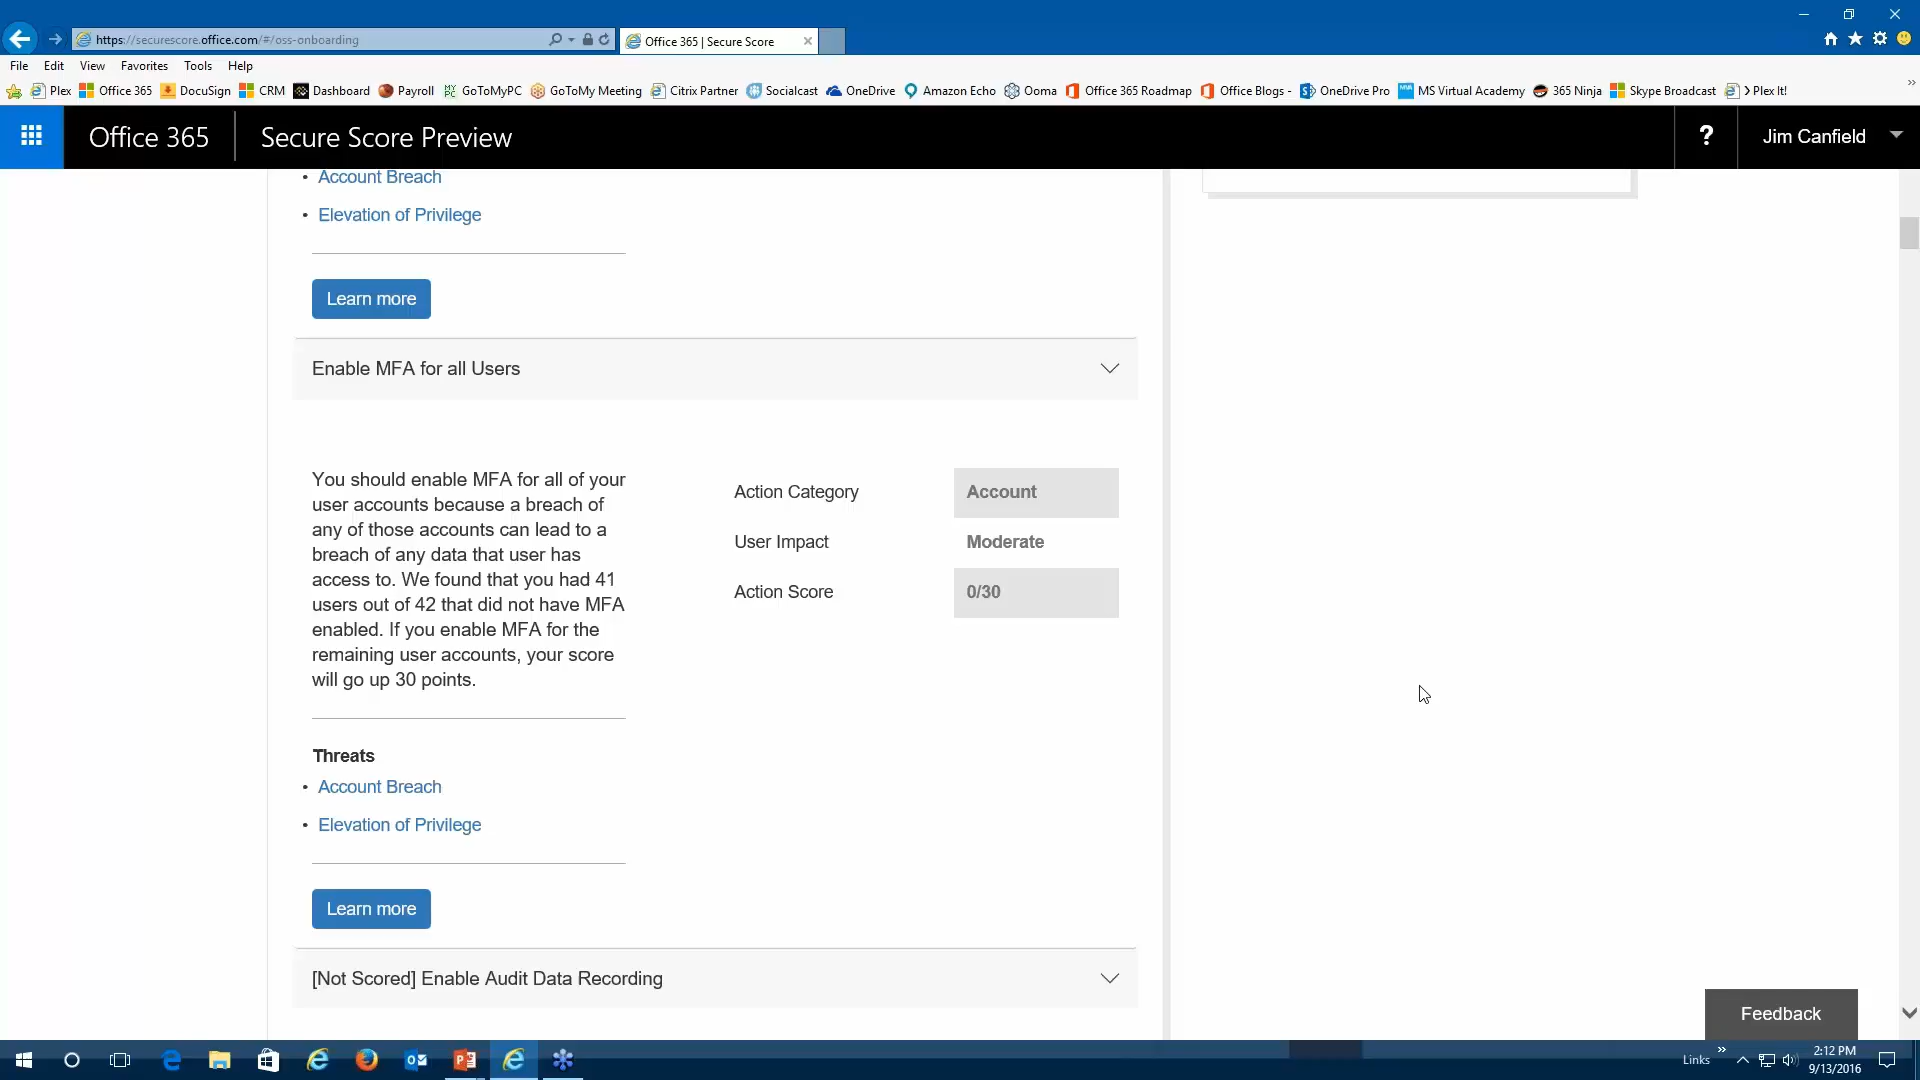 https://securescore.office.com/#/oss-onboarding
Office 365 | Secure Score
File Edit View Favorites Tools Help
Plex Office 365 DocuSign CRM Dashboard Payroll GoToMyPC GoToMy Meeting Citrix Partner Socialcast OneDrive Amazon Echo Ooma Office 365 Roadmap Office Blogs - OneDrive Pro MS Virtual Academy 365 Ninja Skype Broadcast > Plex It!
Office 365 Secure Score Preview ? Jim Canfield
• Account Breach
• Elevation of Privilege
Learn more
Enable MFA for all Users
You should enable MFA for all of your
user accounts because a breach of
any of those accounts can lead to a
breach of any data that user has
access to. We found that you had 41
users out of 42 that did not have MFA
enabled. If you enable MFA for the
remaining user accounts, your score
will go up 30 points.
Action Category Account
User Impact Moderate
Action Score 0/30
Threats
• Account Breach
• Elevation of Privilege
Learn more
[Not Scored] Enable Audit Data Recording
Feedback
Links
2:12 PM
9/13/2016